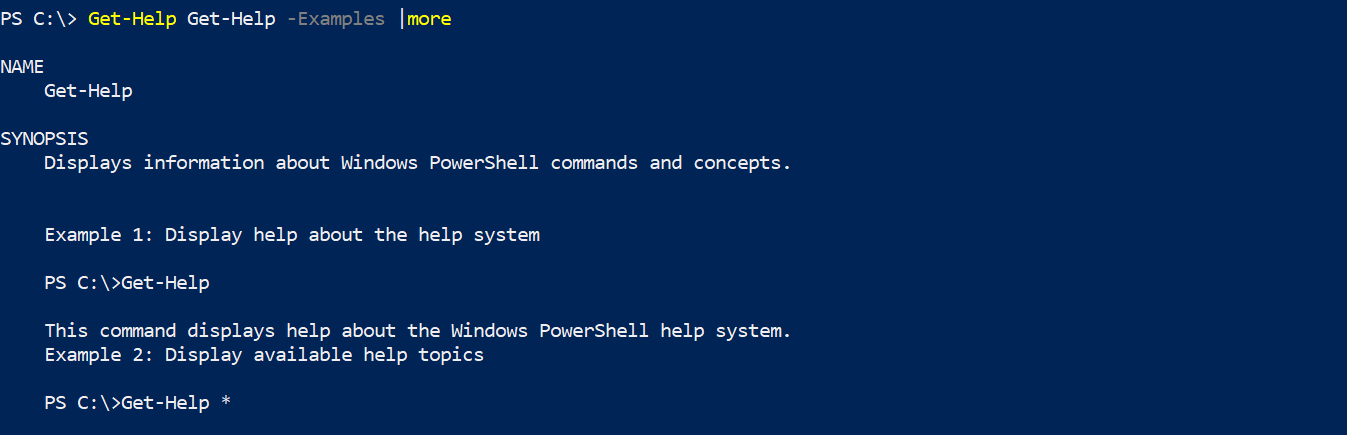 PS C:\> Get-Help Get-Help -Examples |more
NAME
Get-Help
SYNOPSIS
Displays information about Windows PowerShell commands and concepts.
Example 1: Display help about the help system
PS C:\>Get-Help
This command displays help about the Windows PowerShell help system.
Example 2: Display available help topics
PS C:\>Get-Help *